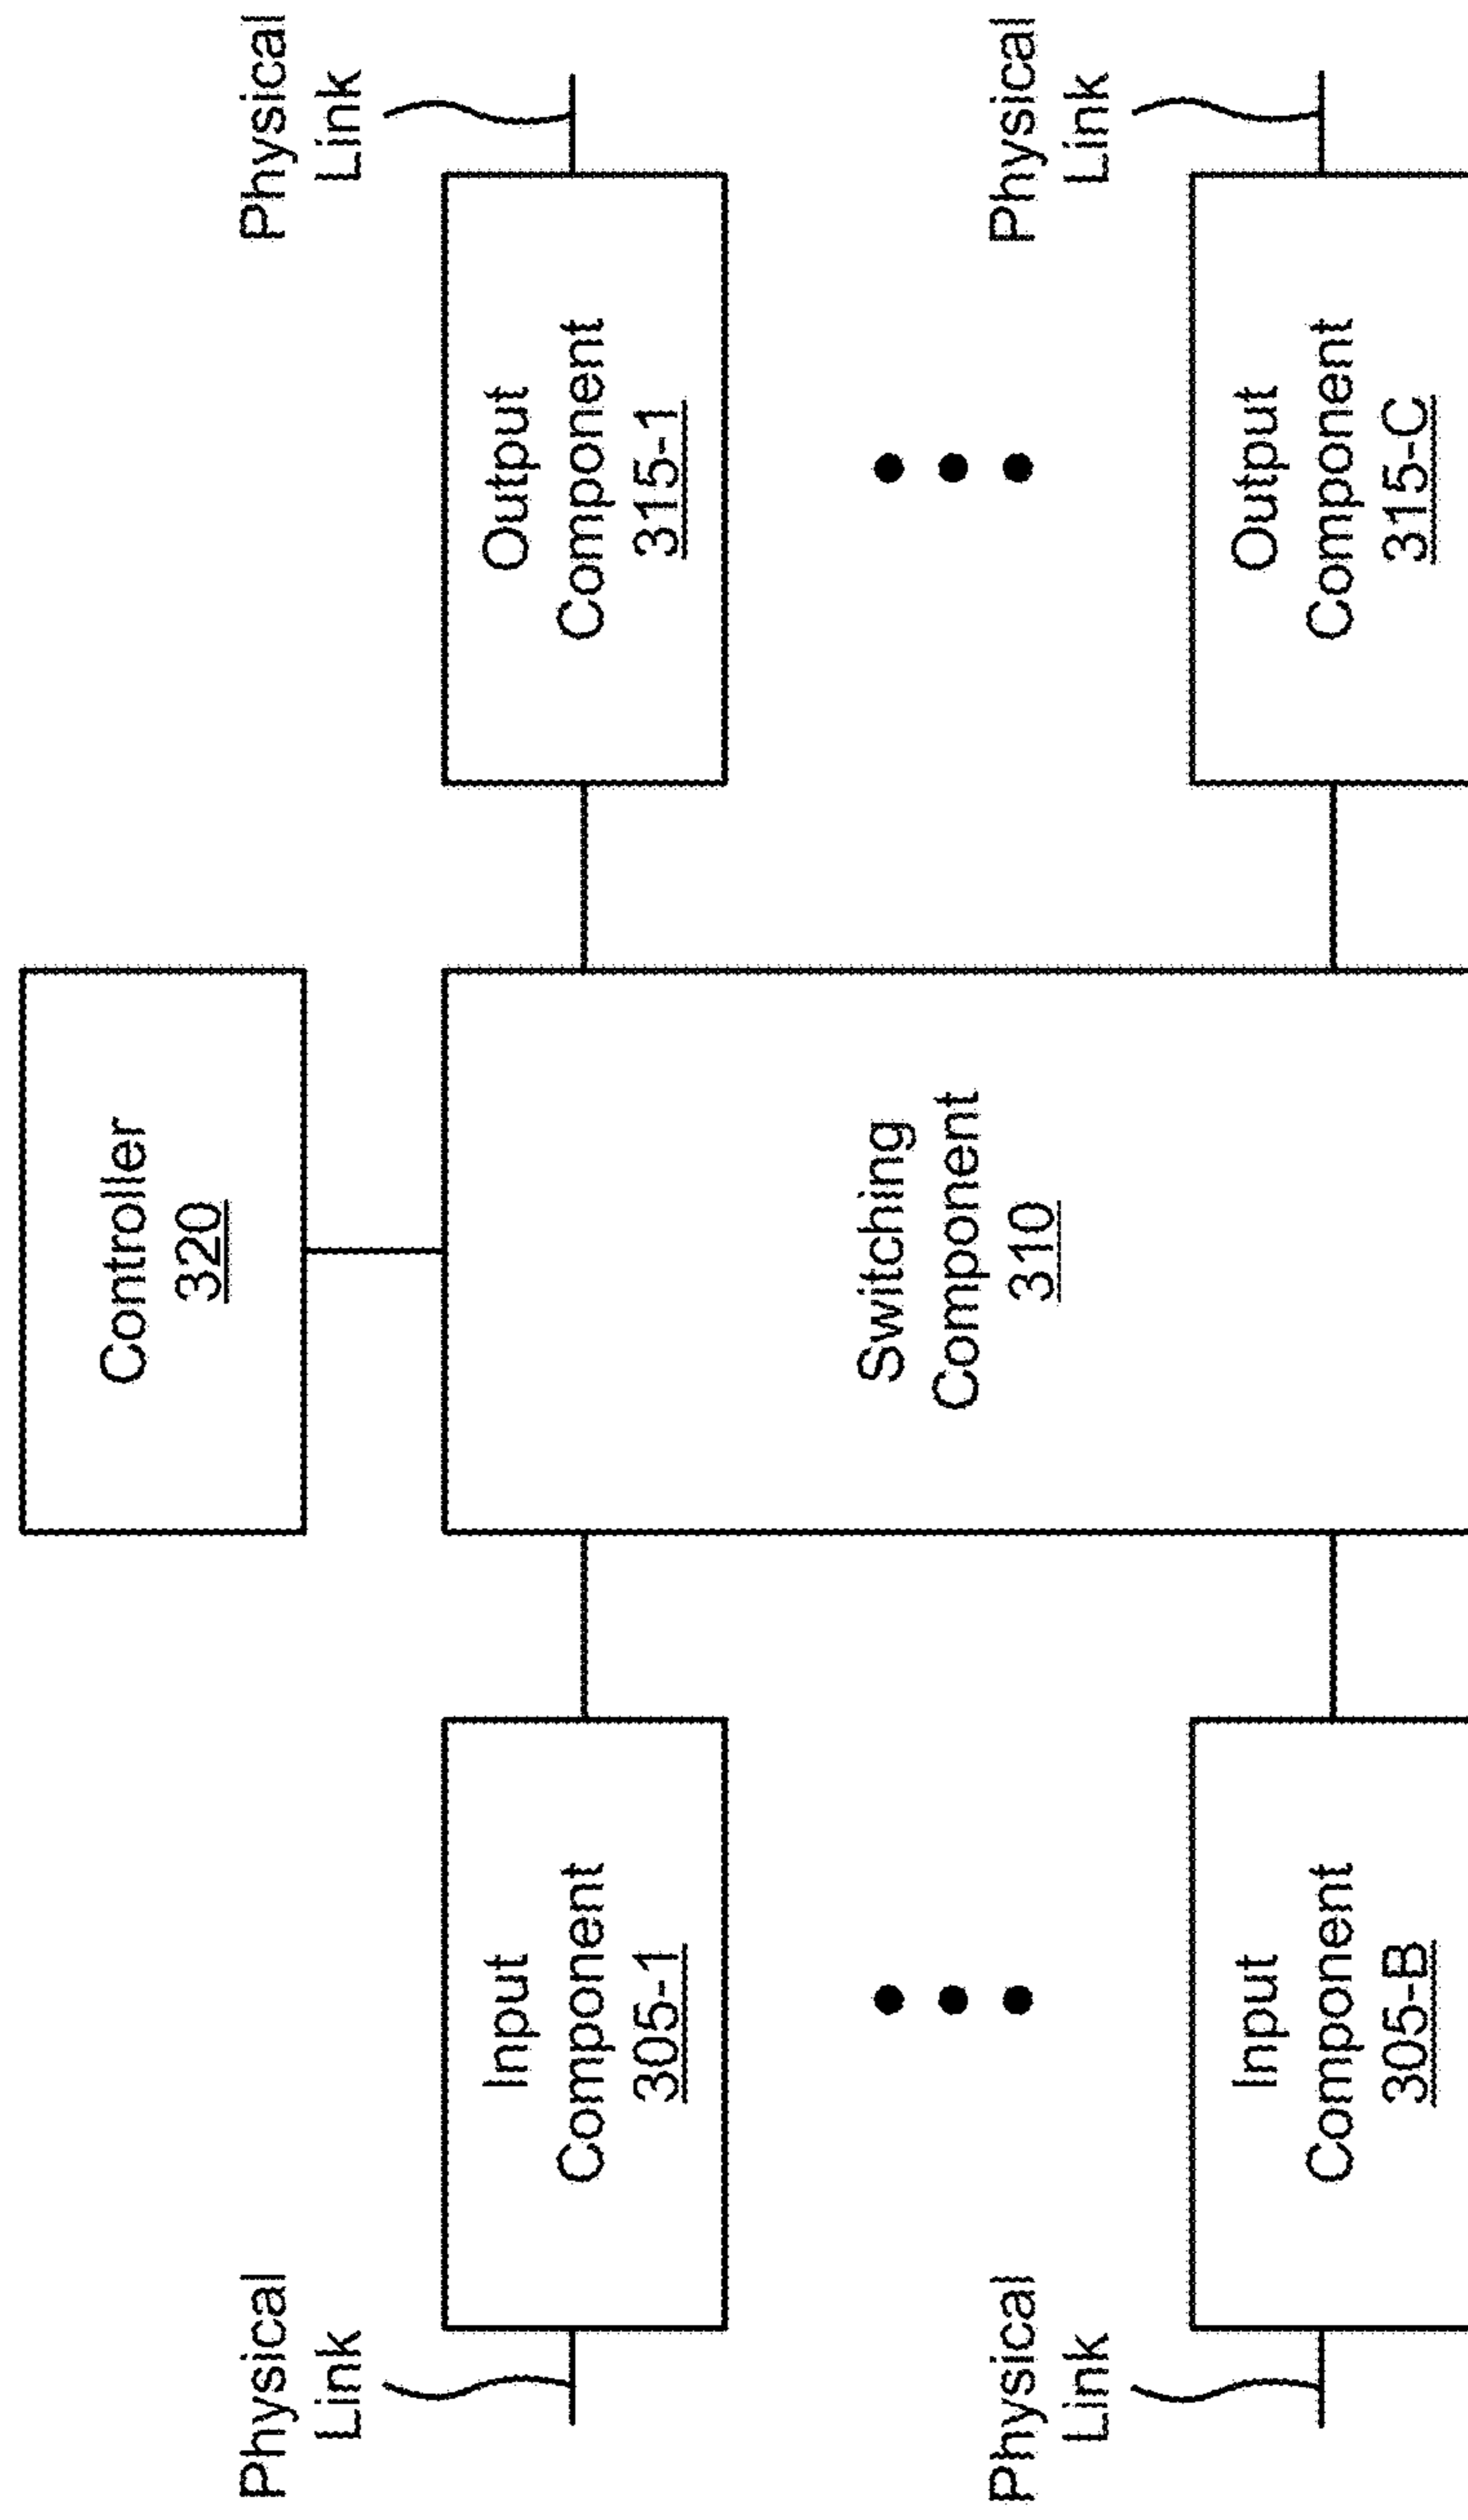 Controller
320
Physical
Link
Input
Component
305-1
Switching
Component
310
Physical
Link
Output
Component
315-1
Physical
Link
Input
Component
305-B
Physical
Link
Output
Component
315-C